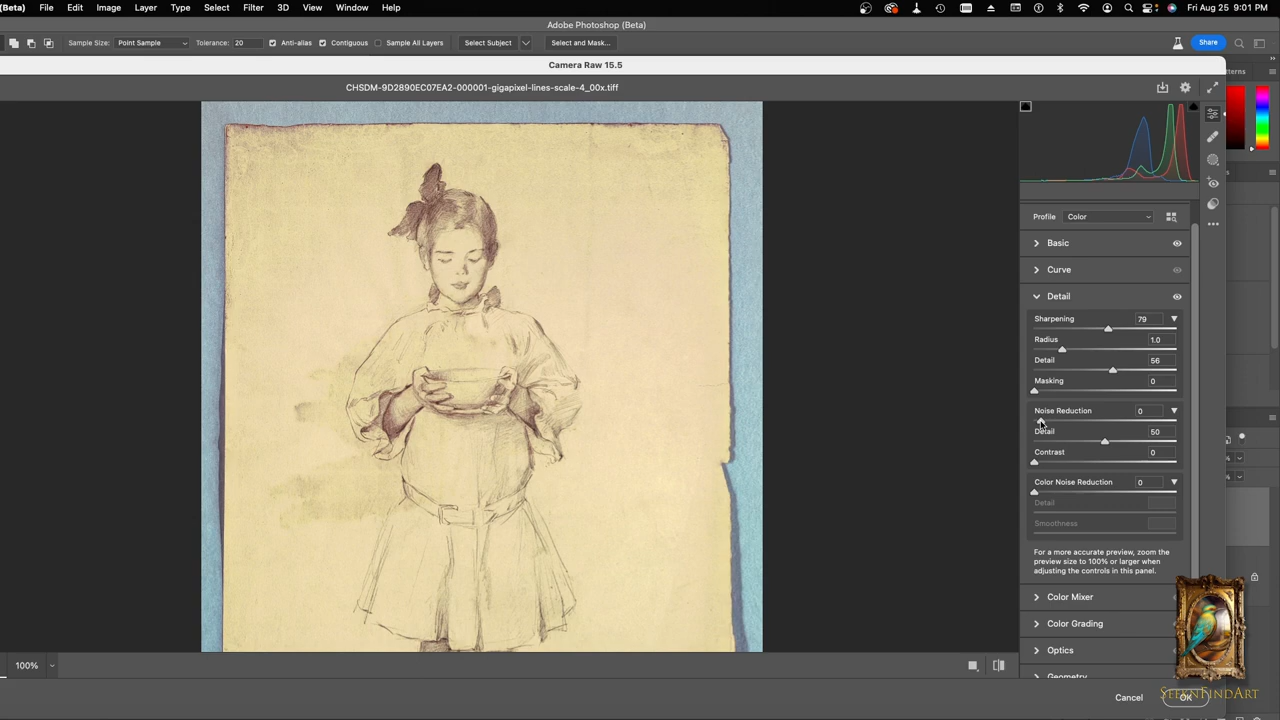 (Beta) File Edit Image Layer Type Select Filter 3D View Window Help Fri Aug 25 9:01 PM
Adobe Photoshop (Beta)
Sample Size: Point Sample Tolerance: 20 Anti-alias Contiguous Sample All Layers Select Subject Select and Mask... Share
Camera Raw 15.5
CHSDM-9D2890EC07EA2-000001-gigapixel-lines-scale-4_00x.tiff
Profile Color
Basic
Curve
Detail
Sharpening 79
Radius 1.0
Detail 56
Masking 0
Noise Reduction 0
Detail 50
Contrast 0
Color Noise Reduction 0
Detail
Smoothness
For a more accurate preview, zoom the
preview size to 100% or larger when
adjusting the controls in this panel.
Color Mixer
Color Grading
Optics
Geometry
100%
Cancel OK
SeeknFindArt